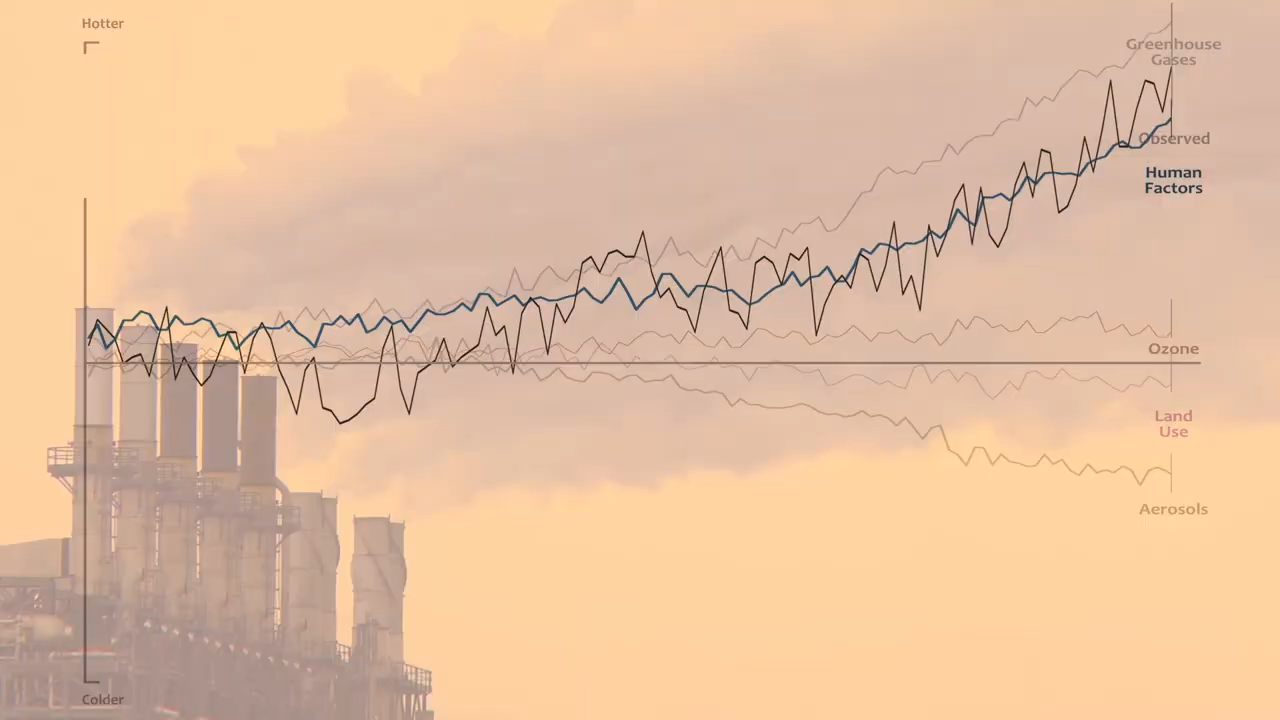 Hotter
Greenhouse
Gases
Observed
Human
Factors
Ozone
Land
Use
Aerosols
Colder